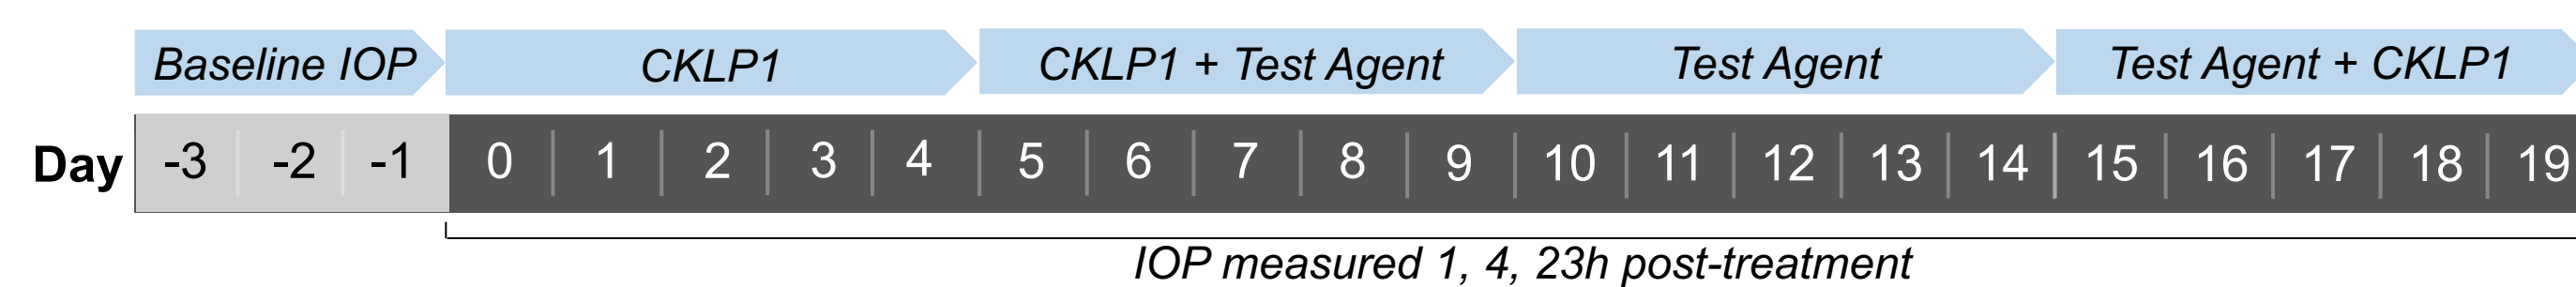 Baseline IOP CKLP1 CKLP1 + Test Agent Test Agent Test Agent + CKLP1
Day -3 -2 -1 0 1 2 3 4 5 6 7 8 9 10 11 12 13 14 15 16 17 18 19
IOP measured 1, 4, 23h post-treatment